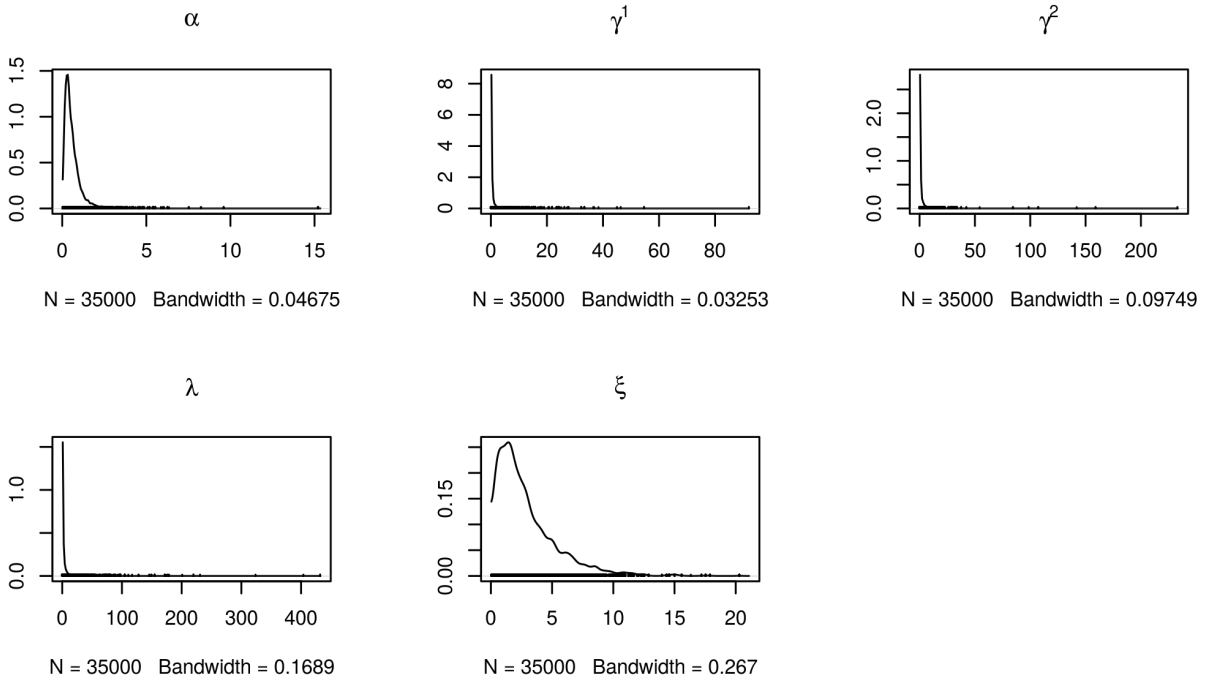 α
0.0 0.5 1.0 1.5
0 5 10 15
N = 35000 Bandwidth = 0.04675
γ1
0 2 4 6 8
0 20 40 60 80
N = 35000 Bandwidth = 0.03253
γ2
0.0 1.0 2.0
0 50 100 150 200
N = 35000 Bandwidth = 0.09749
λ
0.0 1.0
0 100 200 300 400
N = 35000 Bandwidth = 0.1689
ξ
0.00 0.15
0 5 10 15 20
N = 35000 Bandwidth = 0.267